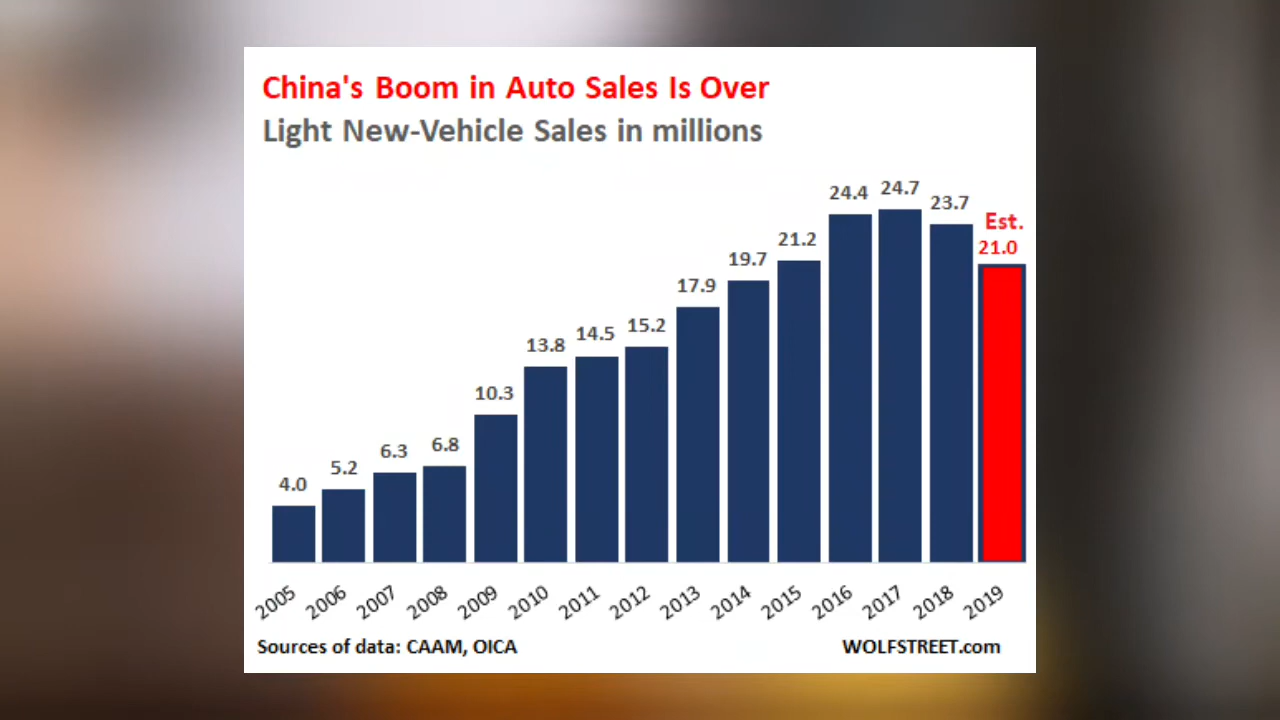 China's Boom in Auto Sales Is Over
Light New-Vehicle Sales in millions
4.0
5.2
6.3
6.8
10.3
13.8
14.5
15.2
17.9
19.7
21.2
24.4
24.7
23.7
Est.
21.0
2005 2006 2007 2008 2009 2010 2011 2012 2013 2014 2015 2016 2017 2018 2019
Sources of data: CAAM, OICA
WOLFSTREET.com